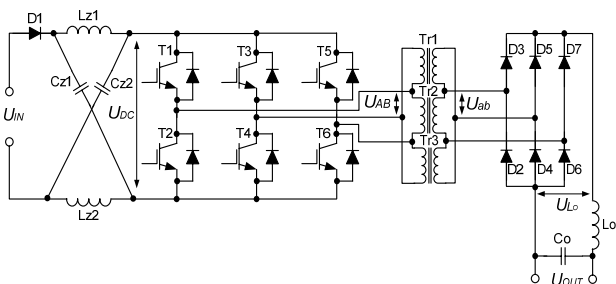 D1
Lz1
T1
T3
T5
Tr1
D3
D5
D7
Cz1
Cz2
UIN
UDC
Tr2
UAB
Uab
T2
T4
T6
Tr3
D2
D4
D6
Lz2
ULo
Lo
Co
UOUT